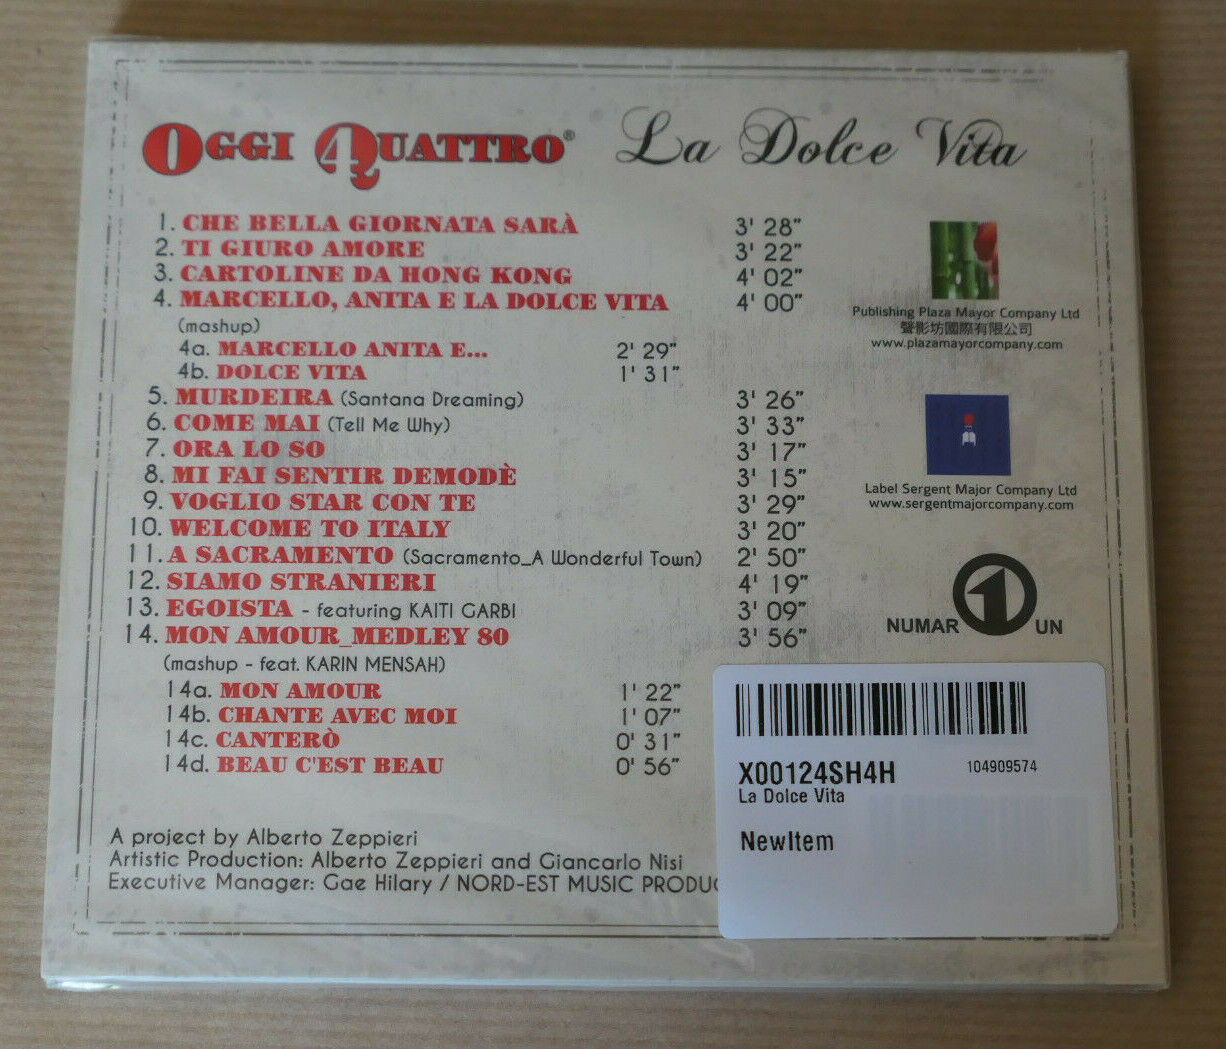 OGGI 4QUATTRO® La Dolce Vita
1. CHE BELLA GIORNATA SARÀ 3' 28"
2. TI GIURO AMORE 3' 22"
3. CARTOLINE DA HONG KONG 4' 02"
4. MARCELLO, ANITA E LA DOLCE VITA 4' 00"
(mashup)
4a. MARCELLO ANITA E... 2' 29"
4b. DOLCE VITA 1' 31"
5. MURDEIRA (Santana Dreaming) 3' 26"
6. COME MAI (Tell Me Why) 3' 33"
7. ORA LO SO 3' 17"
8. MI FAI SENTIR DEMODÈ 3' 15"
9. VOGLIO STAR CON TE 3' 29"
10. WELCOME TO ITALY 3' 20"
11. A SACRAMENTO (Sacramento_A Wonderful Town) 2' 50"
12. SIAMO STRANIERI 4' 19"
13. EGOISTA - featuring KAITI GARBI 3' 09"
14. MON AMOUR_MEDLEY 80 3' 56"
(mashup - feat. KARIN MENSAH)
14a. MON AMOUR 1' 22"
14b. CHANTE AVEC MOI 1' 07"
14c. CANTERÒ 0' 31"
14d. BEAU C'EST BEAU 0' 56"
Publishing Plaza Mayor Company Ltd
聲影坊國際有限公司
www.plazamayorcompany.com
Label Sergent Major Company Ltd
www.sergentmajorcompany.com
NUMAR 1 UN
A project by Alberto Zeppieri
Artistic Production: Alberto Zeppieri and Giancarlo Nisi
Executive Manager: Gae Hilary / NORD-EST MUSIC PRODUC
X00124SH4H 104909574
La Dolce Vita
NewItem